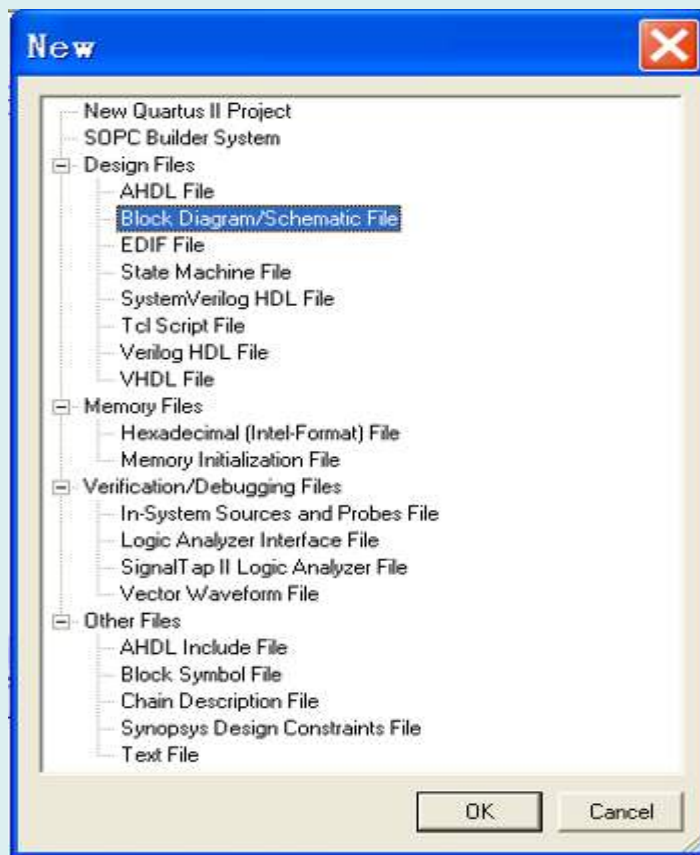 New
New Quartus II Project
SOPC Builder System
Design Files
AHDL File
Block Diagram/Schematic File
EDIF File
State Machine File
SystemVerilog HDL File
Tcl Script File
Verilog HDL File
VHDL File
Memory Files
Hexadecimal (Intel-Format) File
Memory Initialization File
Verification/Debugging Files
In-System Sources and Probes File
Logic Analyzer Interface File
SignalTap II Logic Analyzer File
Vector Waveform File
Other Files
AHDL Include File
Block Symbol File
Chain Description File
Synopsys Design Constraints File
Text File
OK Cancel